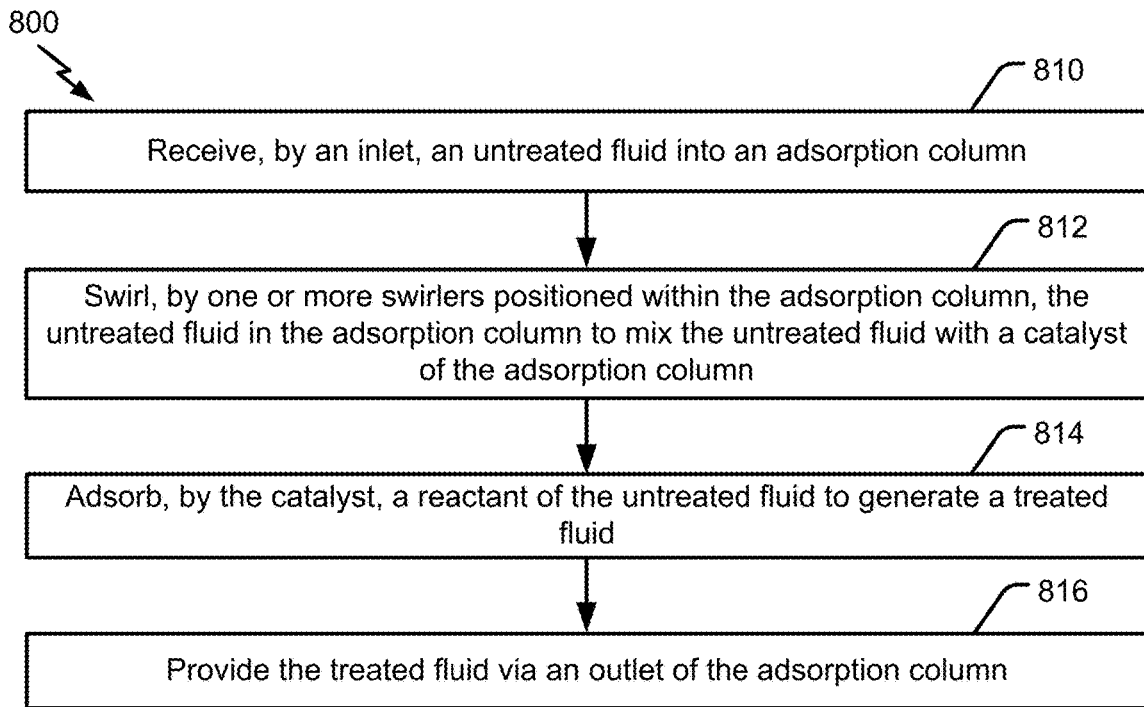 800
810
Receive, by an inlet, an untreated fluid into an adsorption column
812
Swirl, by one or more swirlers positioned within the adsorption column, the
untreated fluid in the adsorption column to mix the untreated fluid with a catalyst
of the adsorption column
814
Adsorb, by the catalyst, a reactant of the untreated fluid to generate a treated
fluid
816
Provide the treated fluid via an outlet of the adsorption column